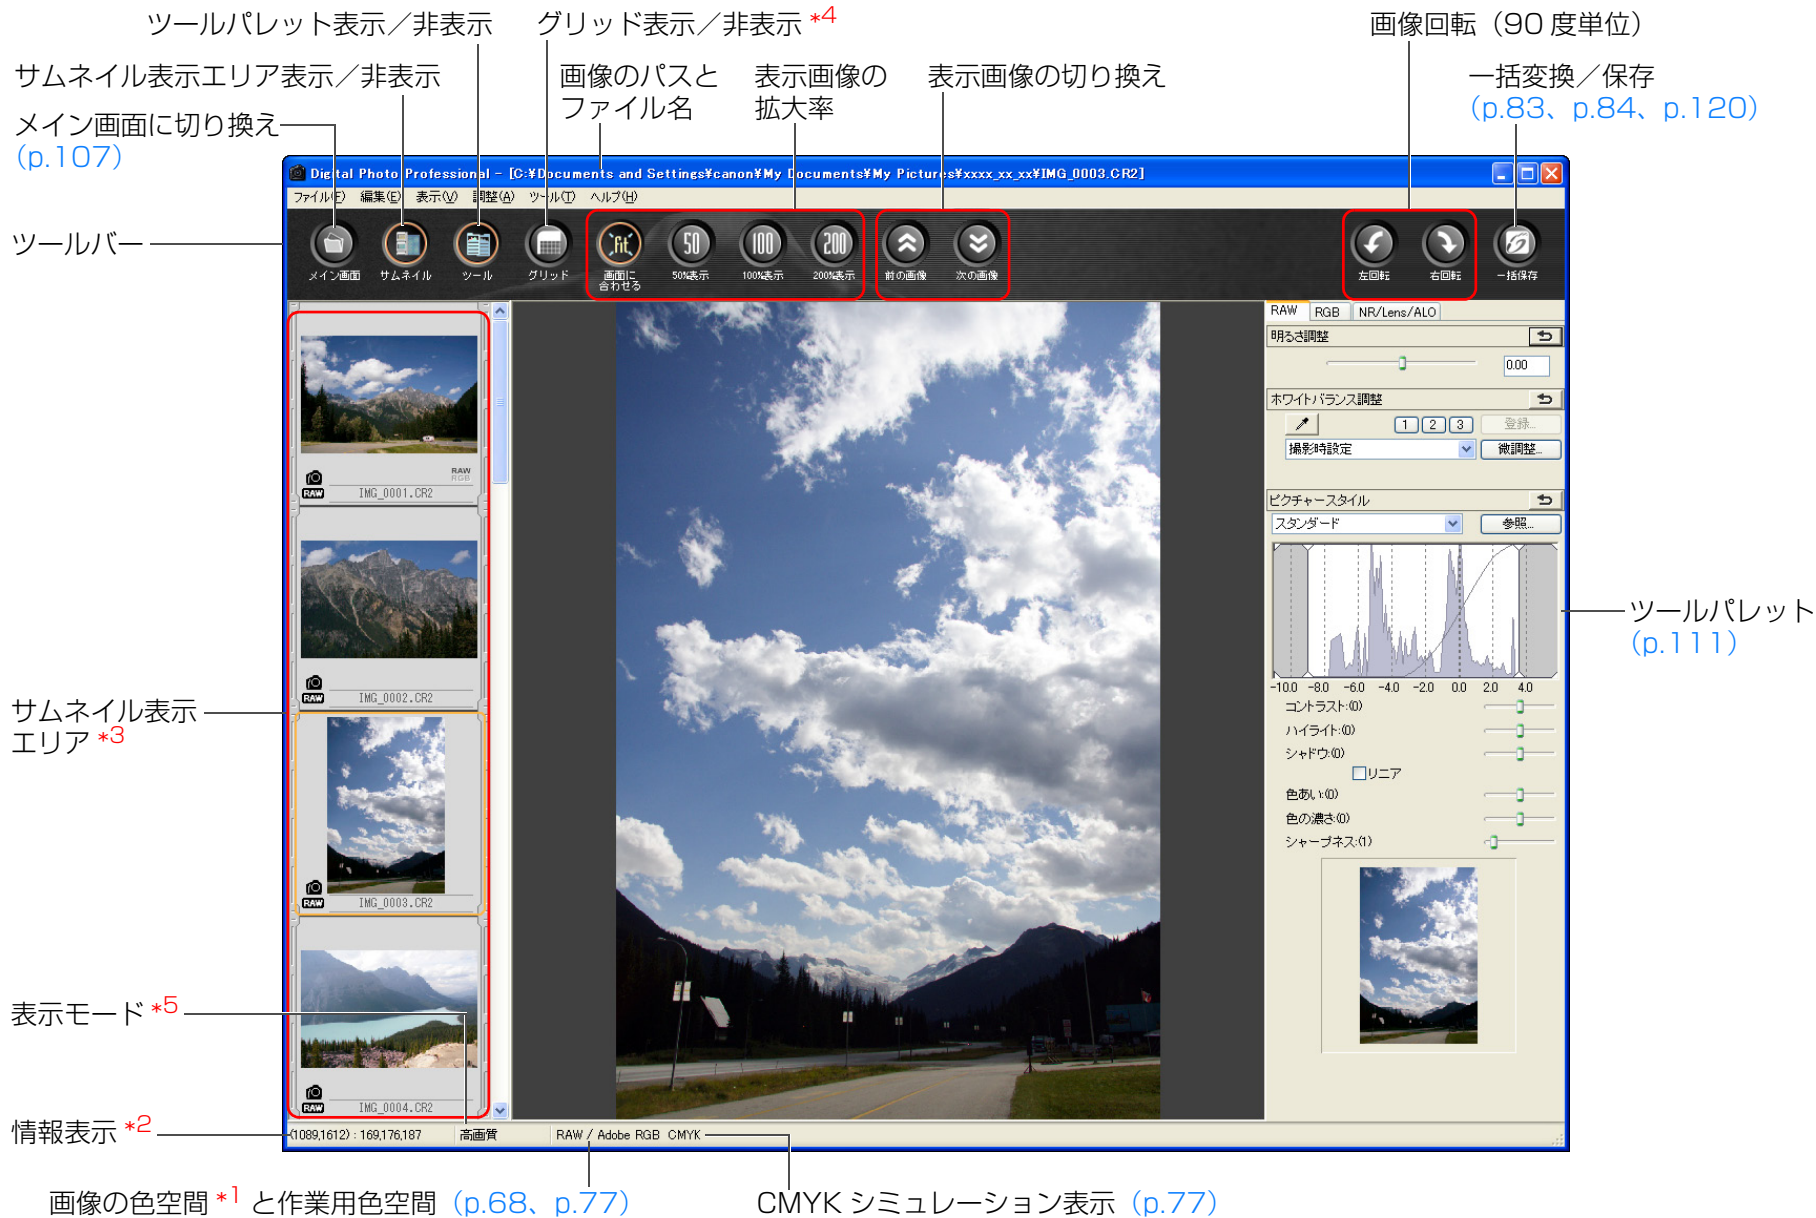 ツールパレット表示／非表示
グリッド表示／非表示 *4
画像回転（90 度単位）
サムネイル表示エリア表示／非表示
画像のパスと
ファイル名
表示画像の
拡大率
表示画像の切り換え
一括変換／保存
（p.83、p.84、p.120）
メイン画面に切り換え
（p.107）
Digital Photo Professional - [C:¥Documents and Settings¥canon¥My Documents¥My Pictures¥xxxx_xx_xx¥IMG_0003.CR2]
ファイル(F) 編集(E) 表示(V) 調整(A) ツール(T) ヘルプ(H)
ツールバー
fit 50 100 200
メイン画面 サムネイル ツール グリッド 画面に
合わせる
50%表示 100%表示 200%表示 前の画像 次の画像 左回転 右回転 一括保存
RAW
RGB
RAW
IMG_0001.CR2
RAW
IMG_0002.CR2
RAW
IMG_0003.CR2
RAW
IMG_0004.CR2
RAW RGB NR/Lens/ALO
明るさ調整
0.00
ホワイトバランス調整
1 2 3 登録...
撮影時設定 微調整...
ピクチャースタイル
スタンダード 参照...
-10.0 -8.0 -6.0 -4.0 -2.0 0.0 2.0 4.0
コントラスト:(0)
ハイライト:(0)
シャドウ:(0)
リニア
色あい:(0)
色の濃さ:(0)
シャープネス:(1)
ツールパレット
（p.111）
サムネイル表示
エリア *3
表示モード *5
情報表示 *2
(1089,1612) : 169,176,187 高画質 RAW / Adobe RGB CMYK
画像の色空間 *1 と作業用色空間（p.68、p.77）
CMYK シミュレーション表示（p.77）